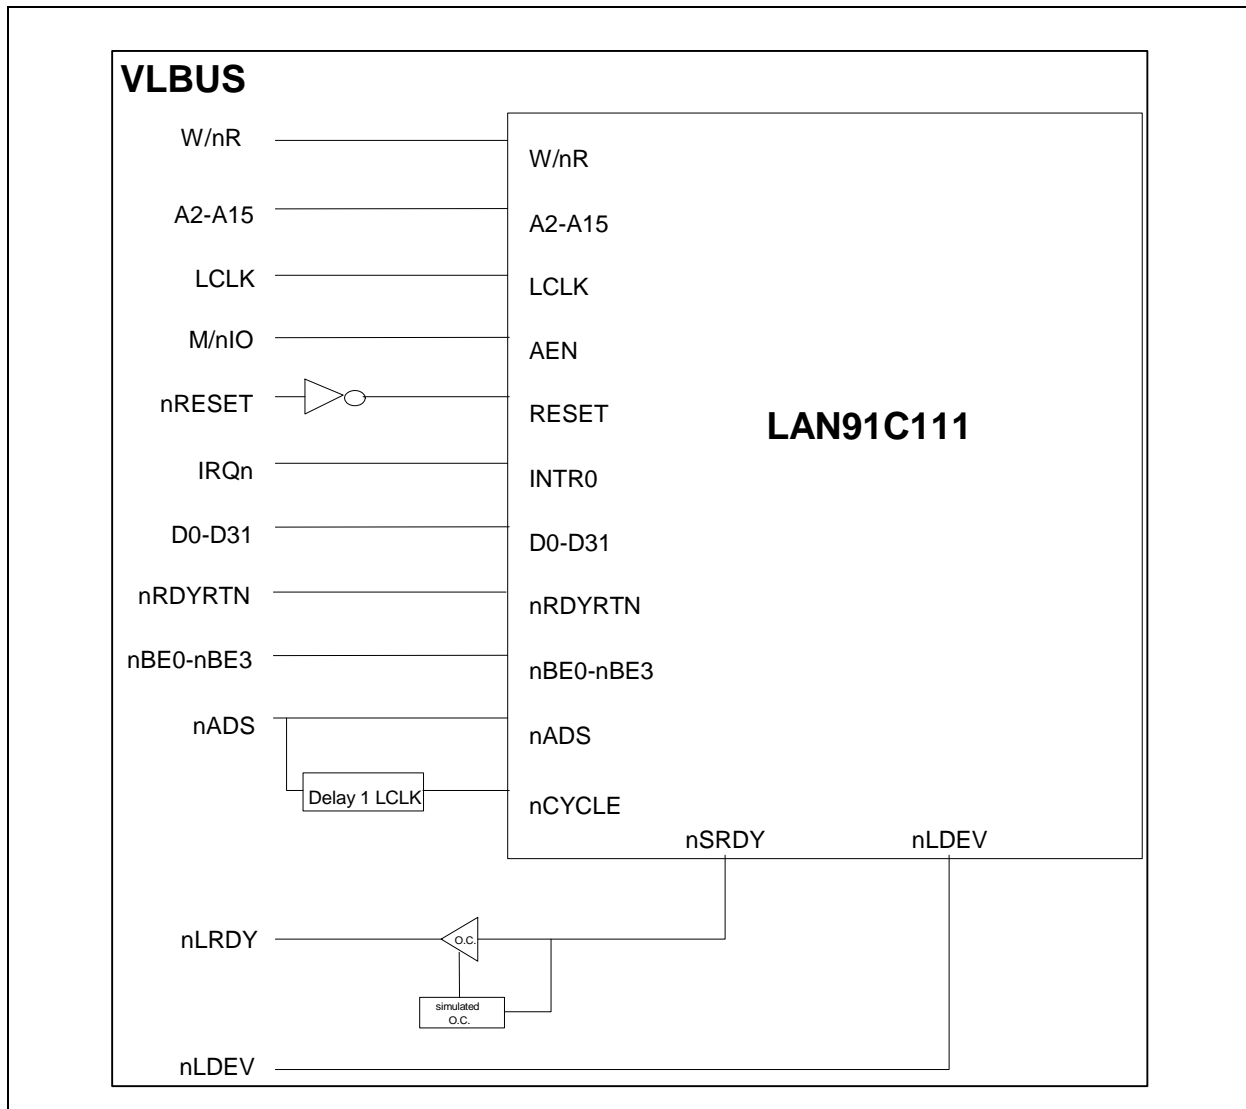 VLBUS
W/nR
W/nR
A2-A15
A2-A15
LCLK
LCLK
M/nIO
AEN
nRESET
RESET
LAN91C111
IRQn
INTR0
D0-D31
D0-D31
nRDYRTN
nRDYRTN
nBE0-nBE3
nBE0-nBE3
nADS
nADS
Delay 1 LCLK
nCYCLE
nSRDY
nLDEV
nLRDY
O.C.
simulated
O.C.
nLDEV